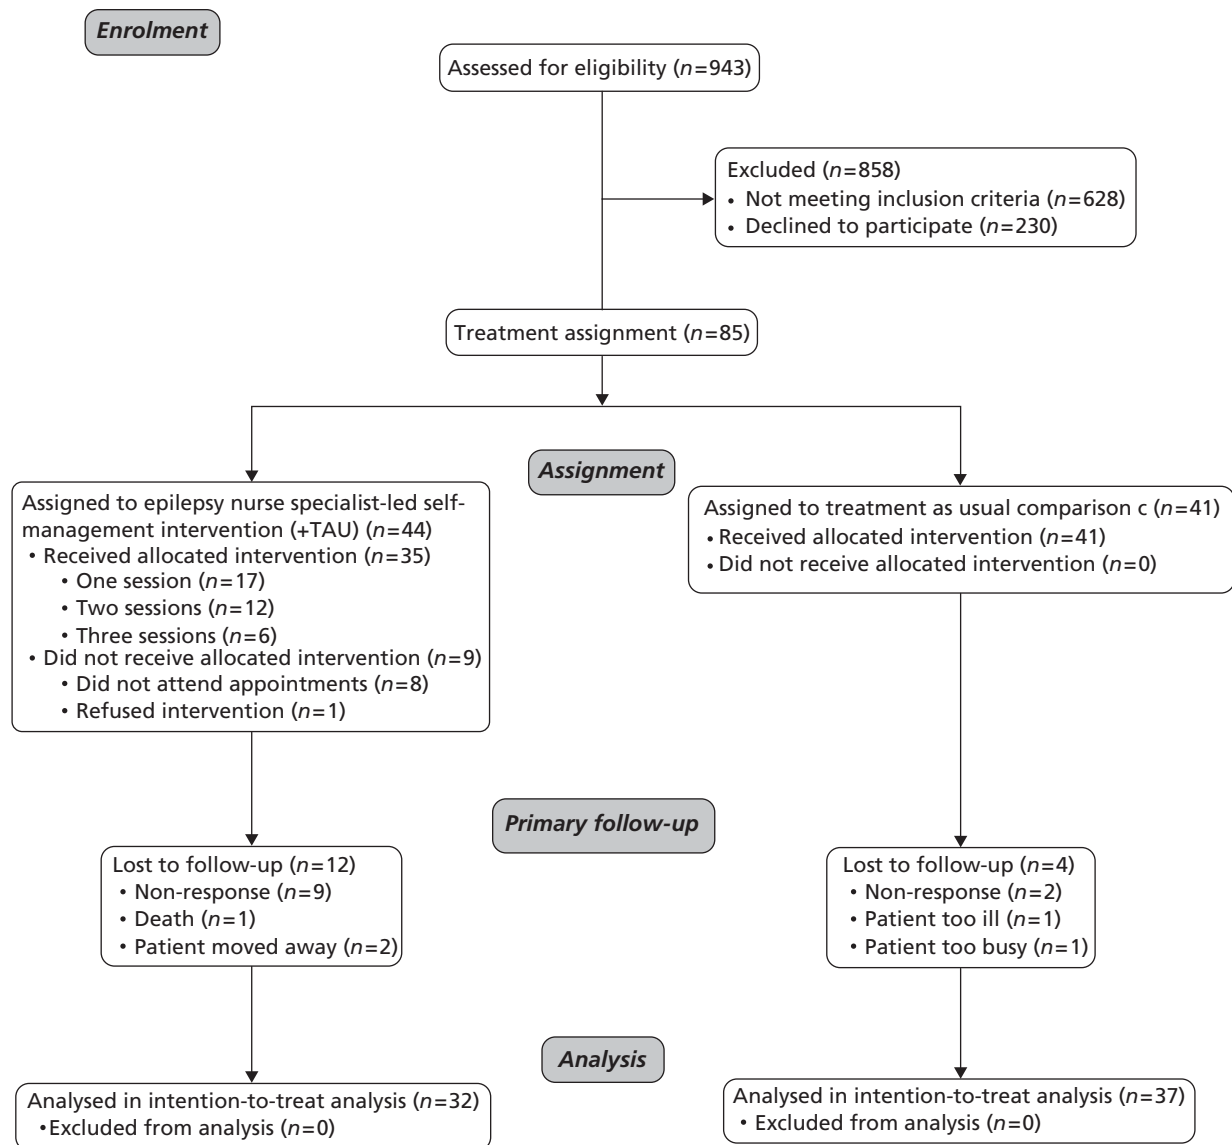 Enrolment
Assessed for eligibility (n=943)
Excluded (n=858)
• Not meeting inclusion criteria (n=628)
• Declined to participate (n=230)
Treatment assignment (n=85)
Assignment
Assigned to epilepsy nurse specialist-led self-
management intervention (+TAU) (n=44)
• Received allocated intervention (n=35)
• One session (n=17)
• Two sessions (n=12)
• Three sessions (n=6)
• Did not receive allocated intervention (n=9)
• Did not attend appointments (n=8)
• Refused intervention (n=1)
Assigned to treatment as usual comparison c (n=41)
• Received allocated intervention (n=41)
• Did not receive allocated intervention (n=0)
Primary follow-up
Lost to follow-up (n=12)
• Non-response (n=9)
• Death (n=1)
• Patient moved away (n=2)
Lost to follow-up (n=4)
• Non-response (n=2)
• Patient too ill (n=1)
• Patient too busy (n=1)
Analysis
Analysed in intention-to-treat analysis (n=32)
•Excluded from analysis (n=0)
Analysed in intention-to-treat analysis (n=37)
• Excluded from analysis (n=0)